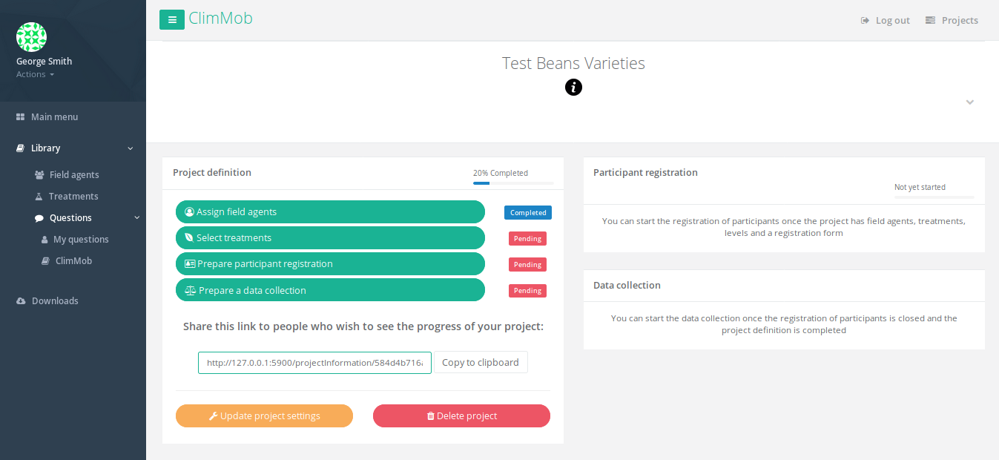 George Smith
Actions
Main menu
Library
Field agents
Treatments
Questions
My questions
ClimMob
Downloads
ClimMob
Log out
Projects
Test Beans Varieties
Project definition
20% Completed
Assign field agents
Completed
Select treatments
Pending
Prepare participant registration
Pending
Prepare a data collection
Pending
Share this link to people who wish to see the progress of your project:
http://127.0.0.1:5900/projectInformation/584d4b716
Copy to clipboard
Update project settings
Delete project
Participant registration
Not yet started
You can start the registration of participants once the project has field agents, treatments,
levels and a registration form
Data collection
You can start the data collection once the registration of participants is closed and the
project definition is completed